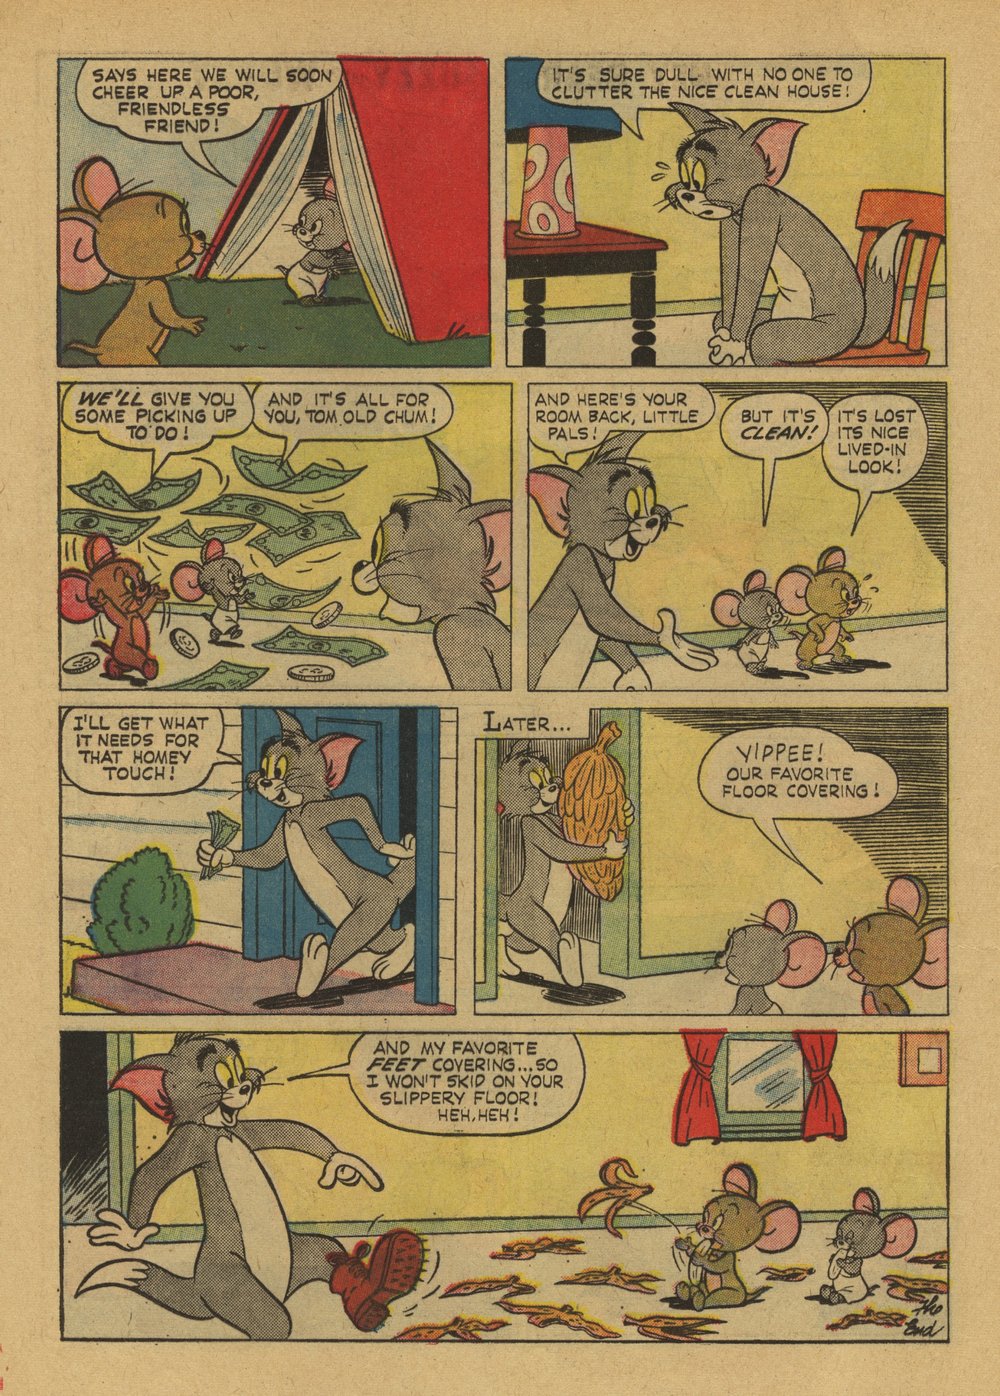 SAYS HERE WE WILL SOON
CHEER UP A POOR,
FRIENDLESS
FRIEND!
IT'S SURE DULL WITH NO ONE TO
CLUTTER THE NICE CLEAN HOUSE!
WE'LL GIVE YOU
SOME PICKING UP
TO DO!
AND IT'S ALL FOR
YOU, TOM OLD CHUM!
AND HERE'S YOUR
ROOM BACK, LITTLE
PALS!
BUT IT'S
CLEAN!
IT'S LOST
ITS NICE
LIVED-IN
LOOK!
I'LL GET WHAT
IT NEEDS FOR
THAT HOMEY
TOUCH!
LATER...
YIPPEE!
OUR FAVORITE
FLOOR COVERING!
AND MY FAVORITE
FEET COVERING...SO
I WON'T SKID ON YOUR
SLIPPERY FLOOR!
HEH, HEH!
The
End